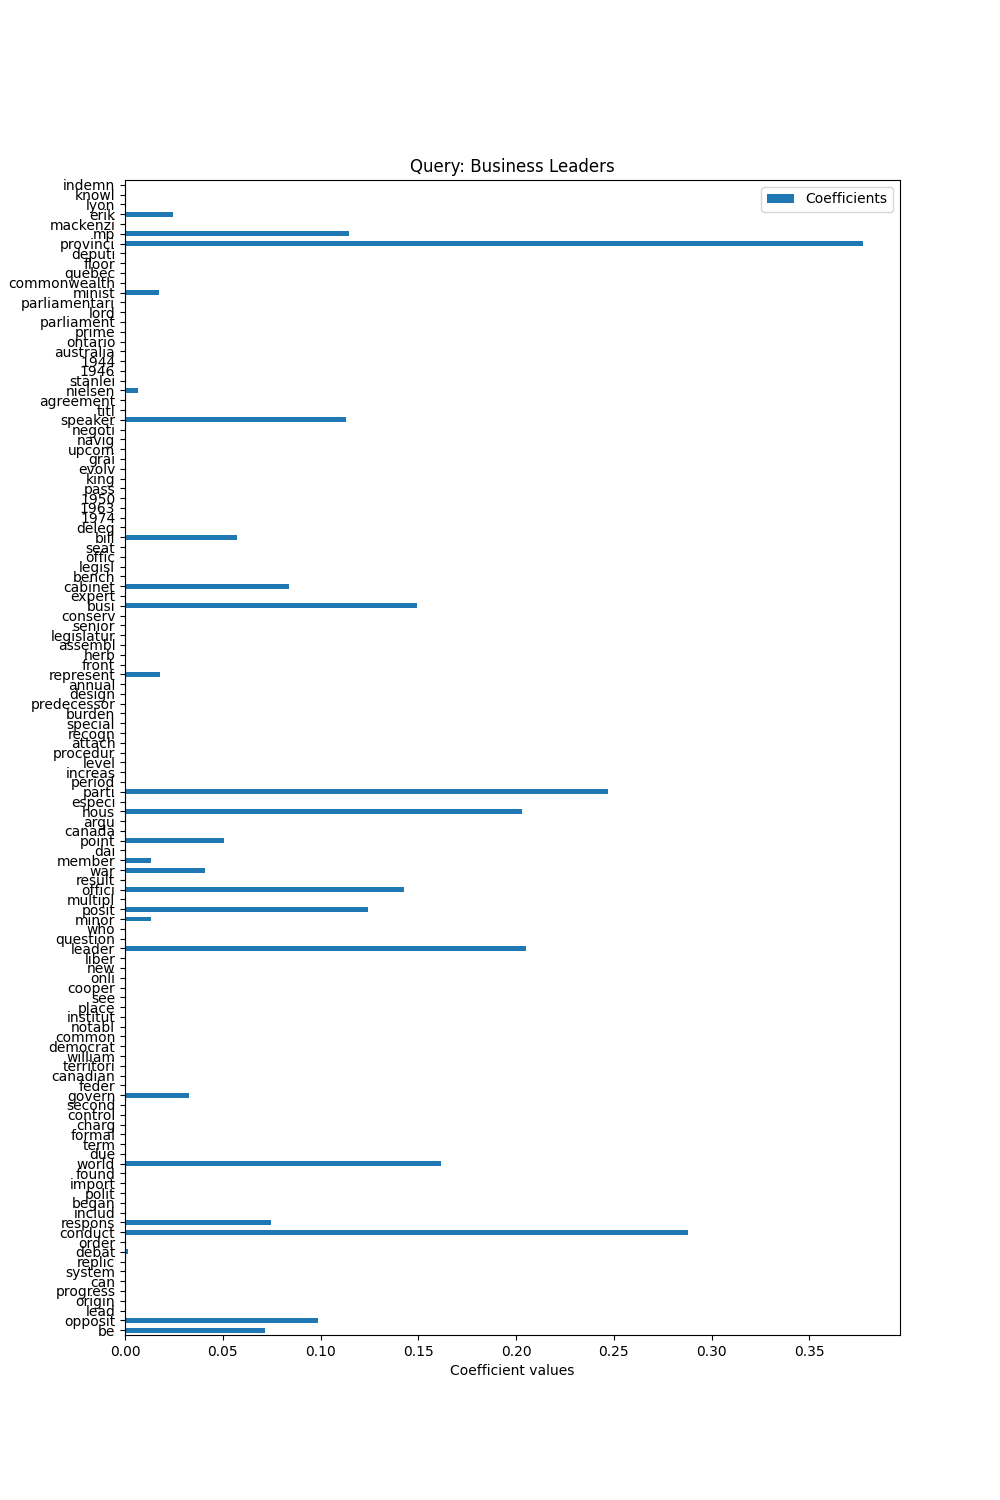 Query: Business Leaders
Coefficients
indemn
knowl
lyon
erik
mackenzi
mp
provinci
deputi
floor
quebec
commonwealth
minist
parliamentari
lord
parliament
prime
ontario
australia
1944
1946
stanlei
nielsen
agreement
titl
speaker
negoti
navig
upcom
grai
evolv
king
pass
1950
1963
1974
deleg
bill
seat
offic
legisl
bench
cabinet
expert
busi
conserv
senior
legislatur
assembl
herb
front
represent
annual
design
predecessor
burden
special
recogn
attach
procedur
level
increas
period
parti
especi
hous
argu
canada
point
dai
member
war
result
offici
multipl
posit
minor
who
question
leader
liber
new
onli
cooper
see
place
institut
notabl
common
democrat
william
territori
canadian
feder
govern
second
control
charg
formal
term
due
world
found
import
polit
began
includ
respons
conduct
order
debat
replic
system
can
progress
origin
lead
opposit
be
0.00 0.05 0.10 0.15 0.20 0.25 0.30 0.35
Coefficient values